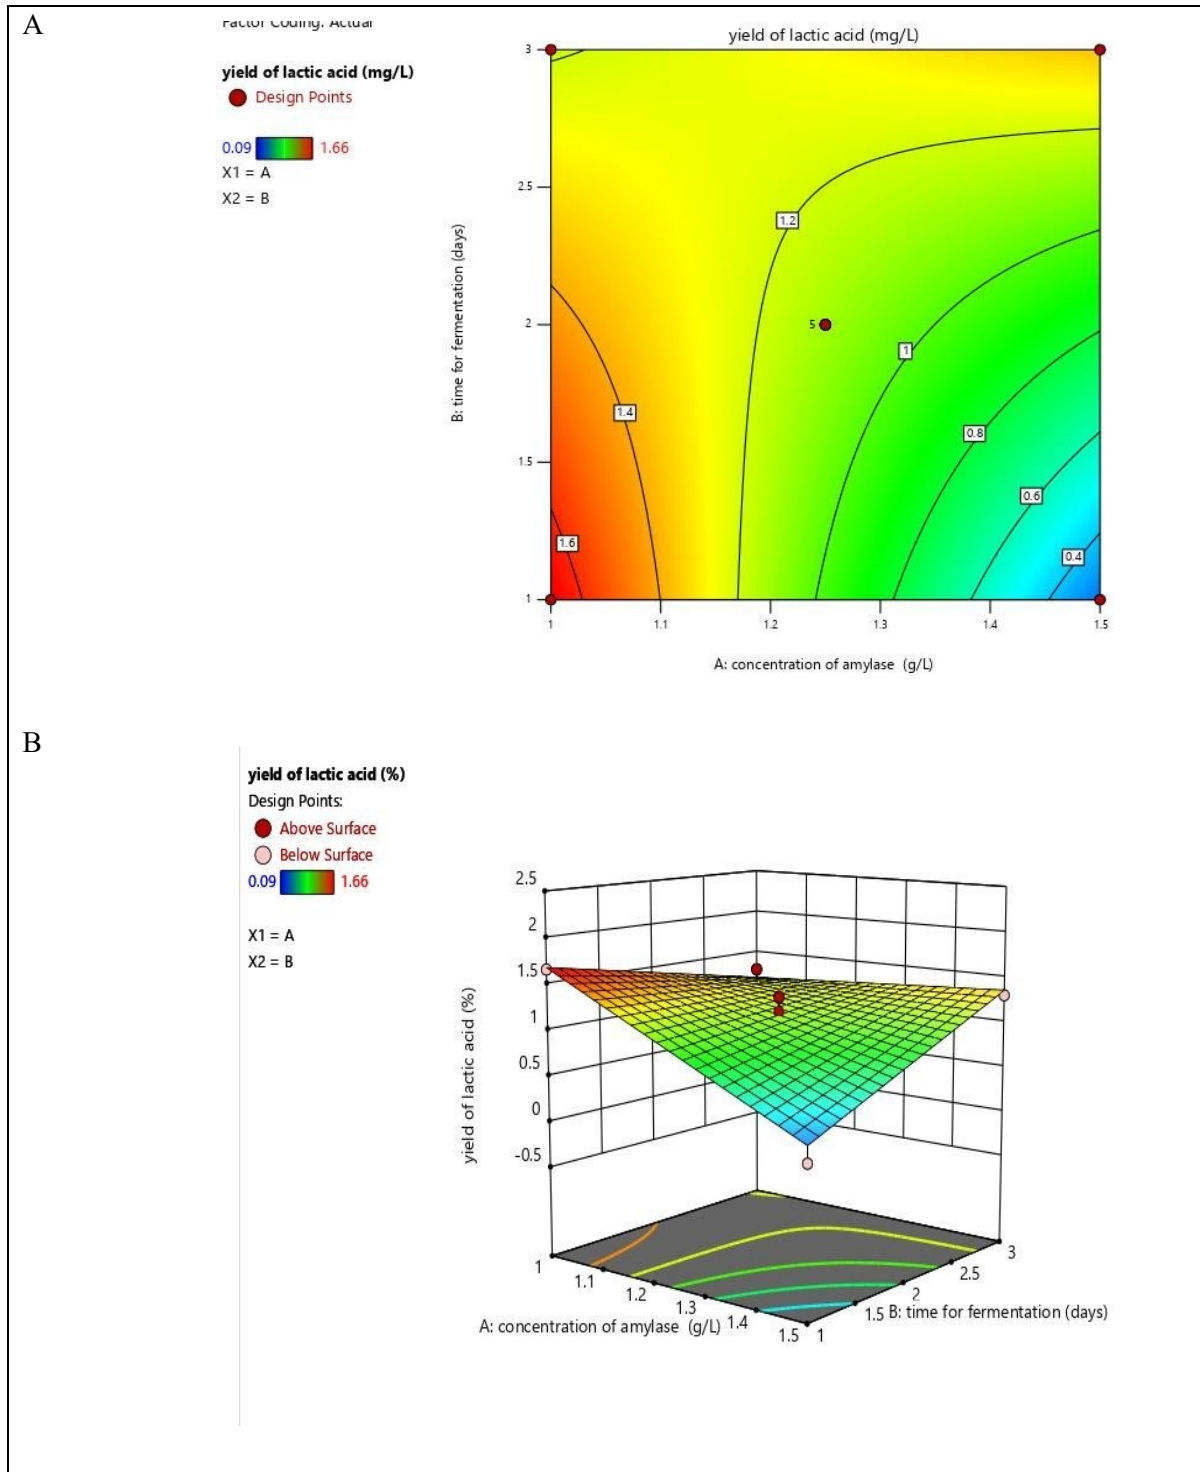 A
Factor Coding: Actual
yield of lactic acid (mg/L)
Design Points
0.09 1.66
X1 = A
X2 = B
yield of lactic acid (mg/L)
3
2.5
2
1.5
1
B: time for fermentation (days)
1.2
5
1
1.4
0.8
0.6
1.6
0.4
1 1.1 1.2 1.3 1.4 1.5
A: concentration of amylase (g/L)
B
yield of lactic acid (%)
Design Points:
Above Surface
Below Surface
0.09 1.66
X1 = A
X2 = B
2.5
2
1.5
1
0.5
0
-0.5
yield of lactic acid (%)
1 1.1 1.2 1.3 1.4 1.5
A: concentration of amylase (g/L)
1 1.5 2 2.5 3
B: time for fermentation (days)